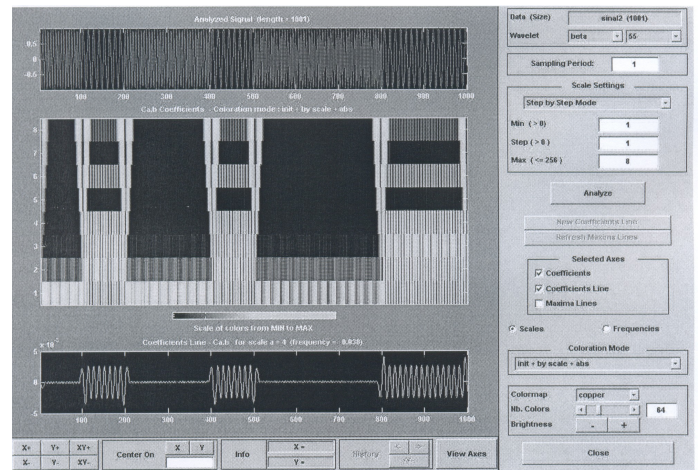 Analyzed Signal (length = 1001)
0.5
0
-0.5
100 200 300 400 500 600 700 800 900 1000
Ca,b Coefficients - Coloration mode : init + by scale + abs
8
7
6
5
4
3
2
1
Scale of colors from MIN to MAX
Coefficients Line - Ca,b for scale a = 8 (frequency = 0.038)
5
0
-5
100 200 300 400 500 600 700 800 900 1000
X+ Y+ XY+
X- Y- XY-
Center On
X Y
Info
X =
Y =
History
View Axes
Data (Size) sinal2 (1001)
Wavelet beta 55
Sampling Period: 1
Scale Settings
Step by Step Mode
Min ( > 0) 1
Step ( > 0 ) 1
Max ( <= 256 ) 8
Analyze
New Coefficients Line
Refresh Maxima Lines
Selected Axes
Coefficients
Coefficients Line
Maxima Lines
Scales Frequencies
Coloration Mode
init + by scale + abs
Colormap copper
Nb. Colors 64
Brightness - +
Close